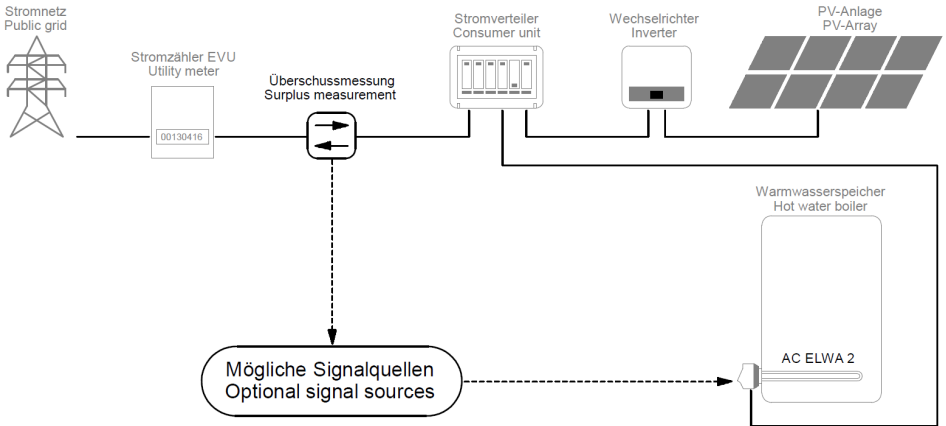 Stromnetz
Public grid
Stromzähler EVU
Utility meter
00130416
Überschussmessung
Surplus measurement
Stromverteiler
Consumer unit
Wechselrichter
Inverter
PV-Anlage
PV-Array
Warmwasserspeicher
Hot water boiler
AC ELWA 2
Mögliche Signalquellen
Optional signal sources